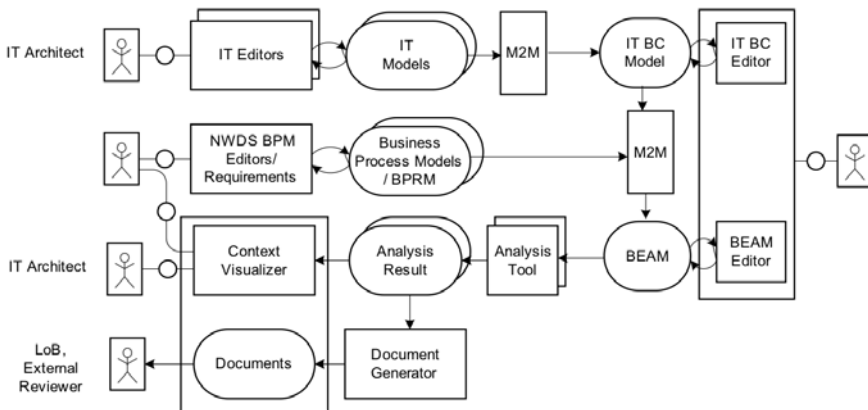 IT Architect
IT Editors
IT
Models
M2M
IT BC
Model
IT BC
Editor
NWDS BPM
Editors/
Requirements
Business
Process Models
/ BPRM
M2M
IT Architect
Context
Visualizer
Analysis
Result
Analysis
Tool
BEAM
BEAM
Editor
LoB,
External
Reviewer
Documents
Document
Generator